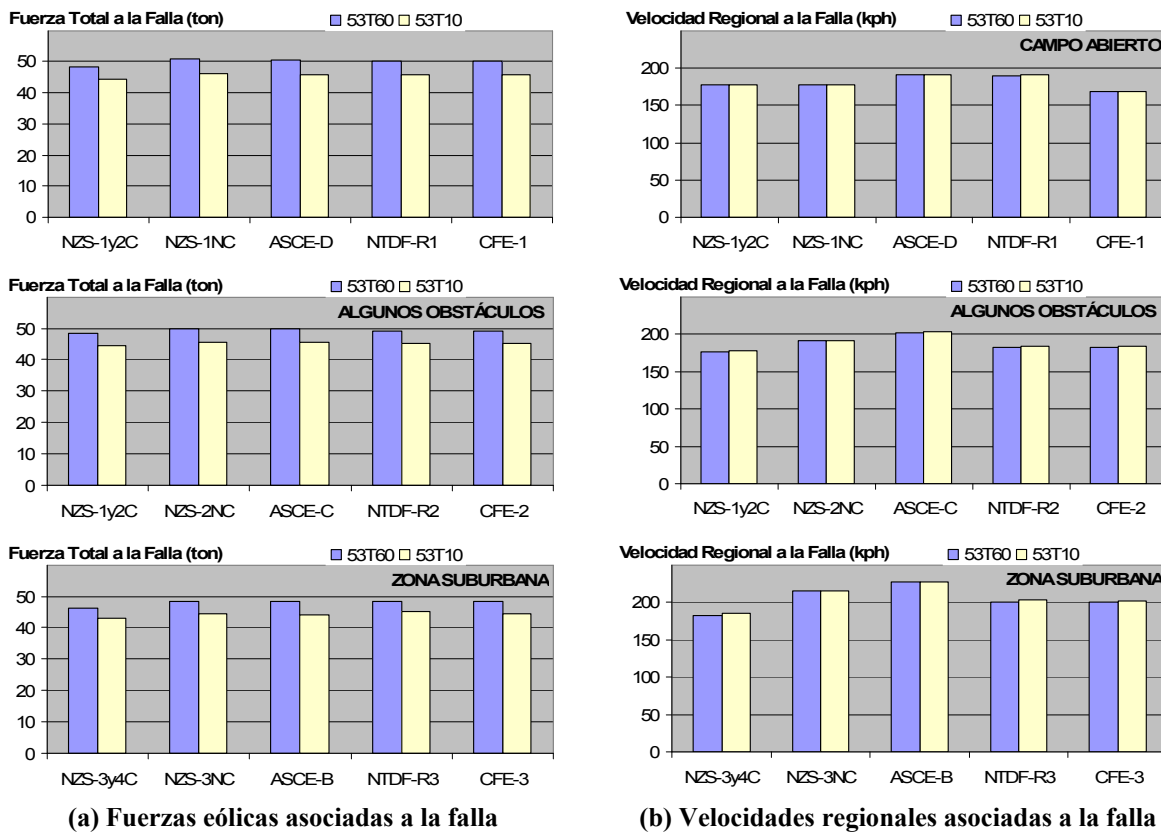 Fuerza Total a la Falla (ton)
53T60 53T10
50
40
30
20
10
0
NZS-1y2C NZS-1NC ASCE-D NTDF-R1 CFE-1
Velocidad Regional a la Falla (kph)
53T60 53T10
CAMPO ABIERTO
200
150
100
50
0
NZS-1y2C NZS-1NC ASCE-D NTDF-R1 CFE-1
Fuerza Total a la Falla (ton)
53T60 53T10
ALGUNOS OBSTÁCULOS
50
40
30
20
10
0
NZS-1y2C NZS-2NC ASCE-C NTDF-R2 CFE-2
Velocidad Regional a la Falla (kph)
53T60 53T10
ALGUNOS OBSTÁCULOS
200
150
100
50
0
NZS-1y2C NZS-2NC ASCE-C NTDF-R2 CFE-2
Fuerza Total a la Falla (ton)
53T60 53T10
ZONA SUBURBANA
50
40
30
20
10
0
NZS-3y4C NZS-3NC ASCE-B NTDF-R3 CFE-3
Velocidad Regional a la Falla (kph)
53T60 53T10
ZONA SUBURBANA
200
150
100
50
0
NZS-3y4C NZS-3NC ASCE-B NTDF-R3 CFE-3
(a) Fuerzas eólicas asociadas a la falla
(b) Velocidades regionales asociadas a la falla